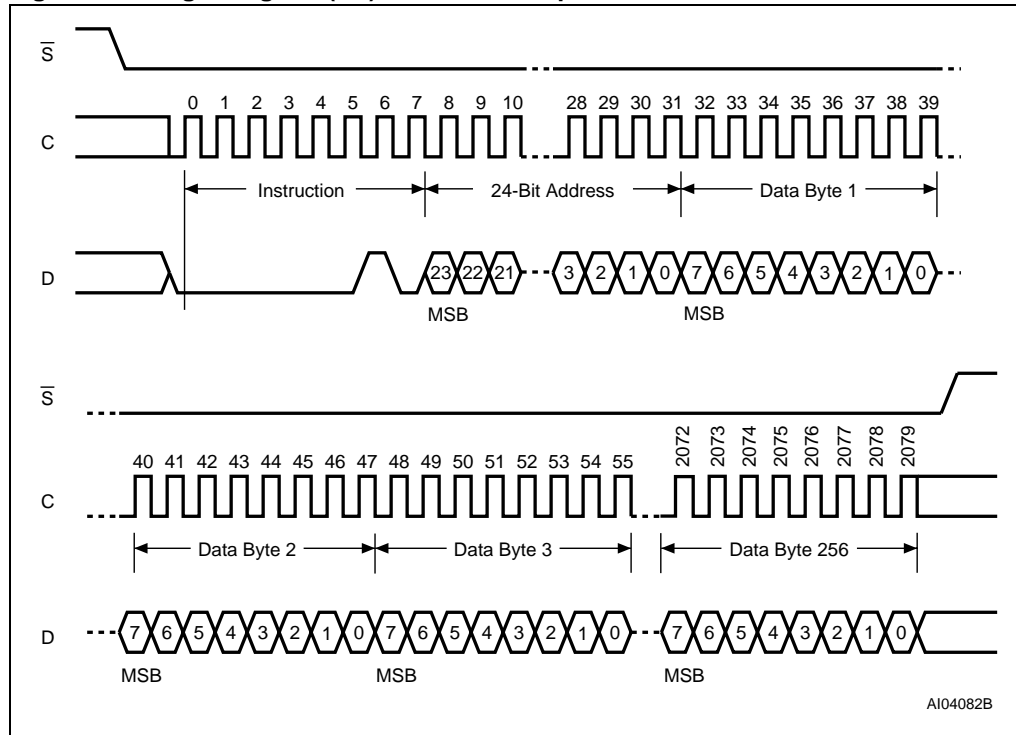 S
0 1 2 3 4 5 6 7 8 9 10 28 29 30 31 32 33 34 35 36 37 38 39
C
Instruction 24-Bit Address Data Byte 1
D 23 22 21 3 2 1 0 7 6 5 4 3 2 1 0
MSB MSB
S
40 41 42 43 44 45 46 47 48 49 50 51 52 53 54 55 2072 2073 2074 2075 2076 2077 2078 2079
C
Data Byte 2 Data Byte 3 Data Byte 256
D 7 6 5 4 3 2 1 0 7 6 5 4 3 2 1 0 7 6 5 4 3 2 1 0
MSB MSB MSB
AI04082B